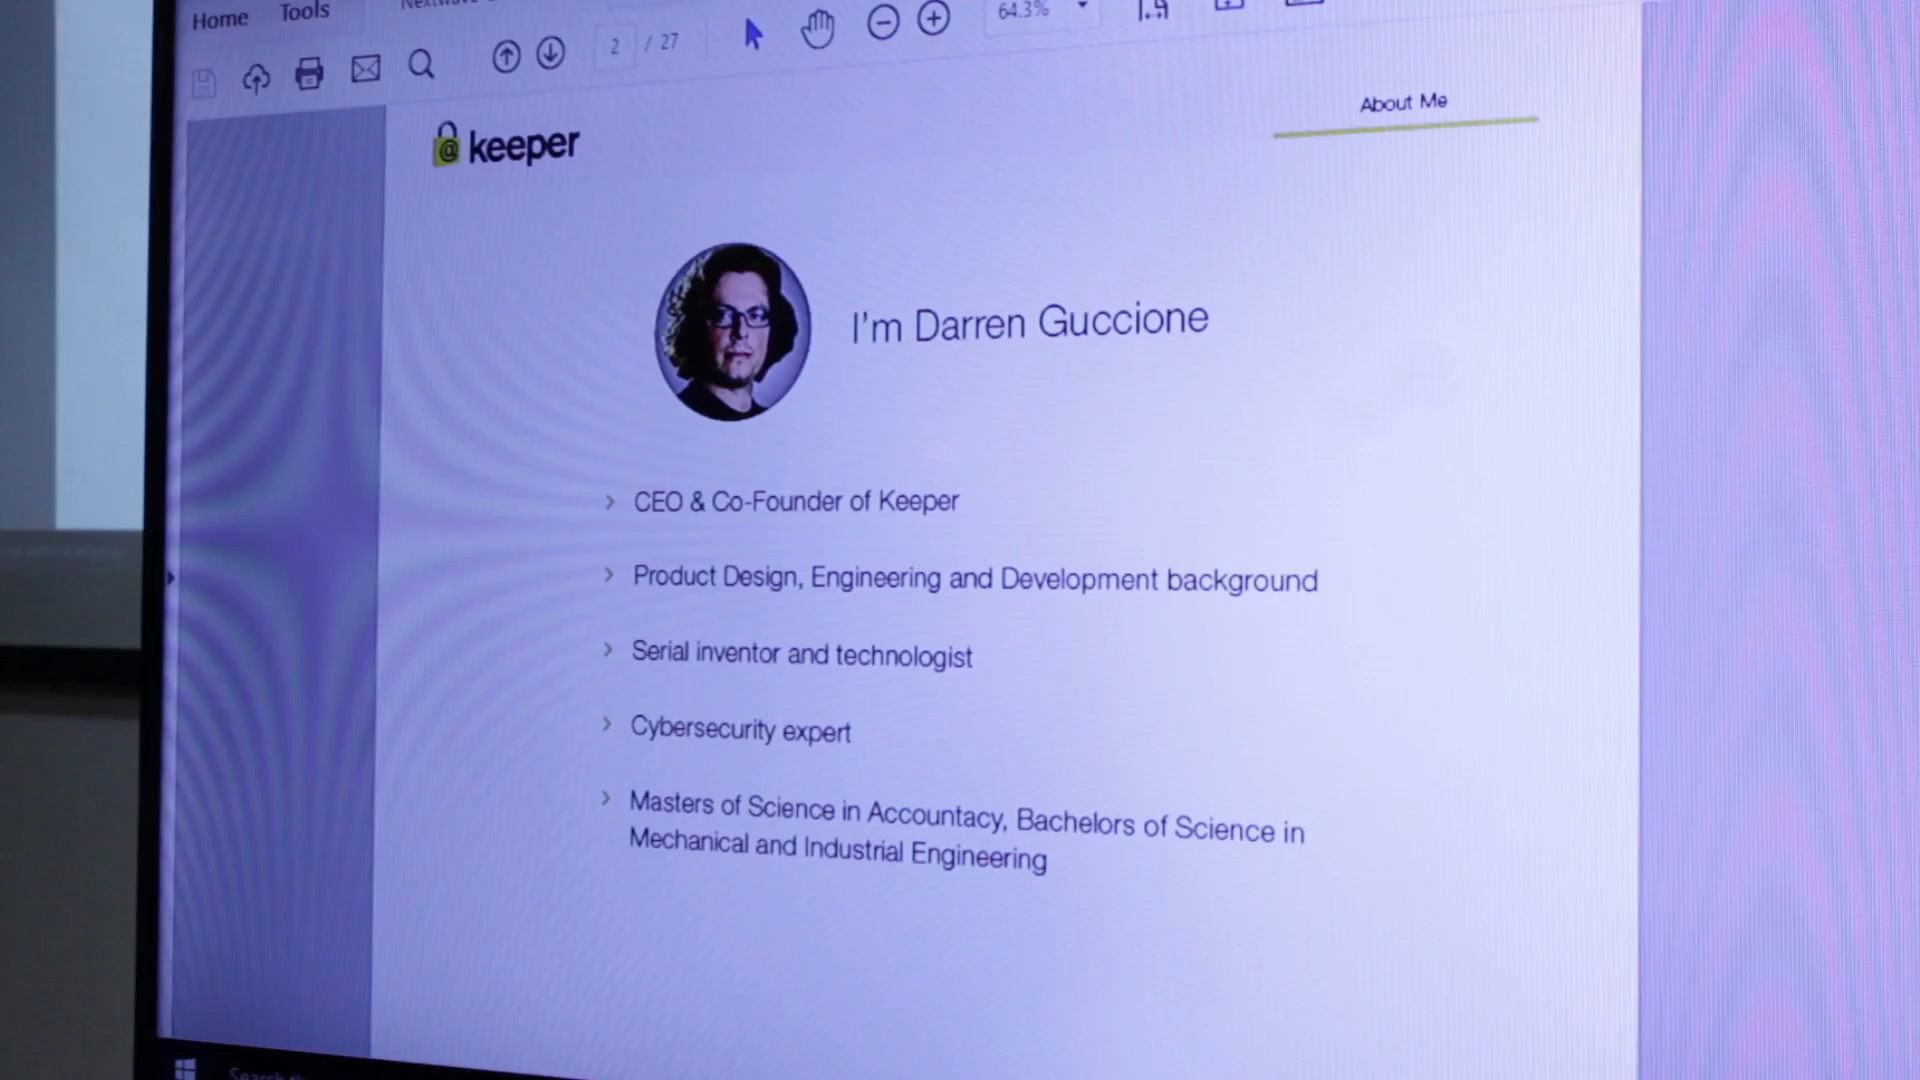 Home Tools
2 / 27
64.3%
@ keeper
About Me
I'm Darren Guccione
› CEO & Co-Founder of Keeper
› Product Design, Engineering and Development background
› Serial inventor and technologist
› Cybersecurity expert
› Masters of Science in Accountacy, Bachelors of Science in
Mechanical and Industrial Engineering
Search